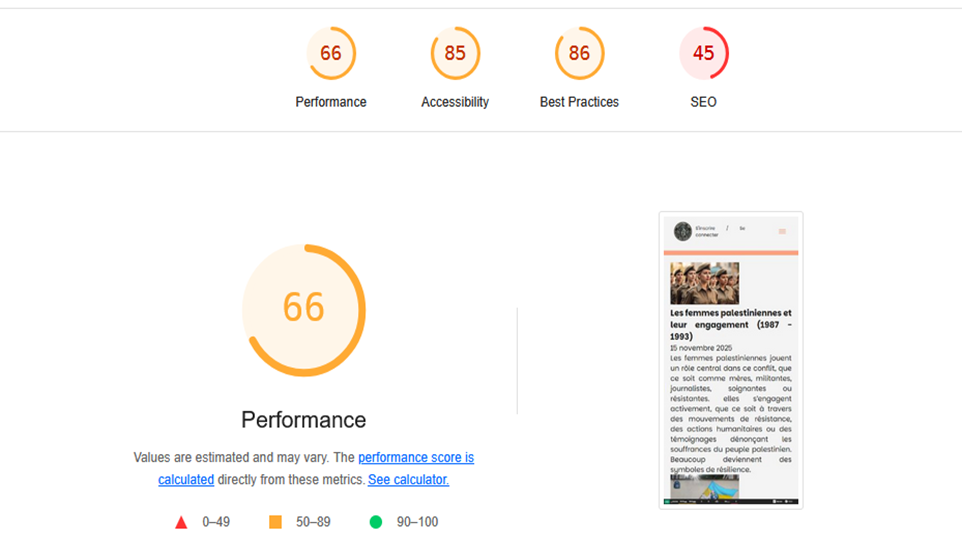 66
85
86
45
Performance
Accessibility
Best Practices
SEO
66
Performance
Values are estimated and may vary. The performance score is
calculated directly from these metrics. See calculator.
0–49
50–89
90–100
S'inscrire / Se
connecter
Les femmes palestiniennes et
leur engagement (1987 -
1993)
15 novembre 2025
Les femmes palestiniennes jouent
un rôle central dans ce conflit, que
ce soit comme mères, militantes,
journalistes, soignantes ou
résistantes. elles s'engagent
activement, que ce soit à travers
des mouvements de résistance,
des actions humanitaires ou des
témoignages dénonçant les
souffrances du peuple palestinien.
Beaucoup deviennent des
symboles de résilience.